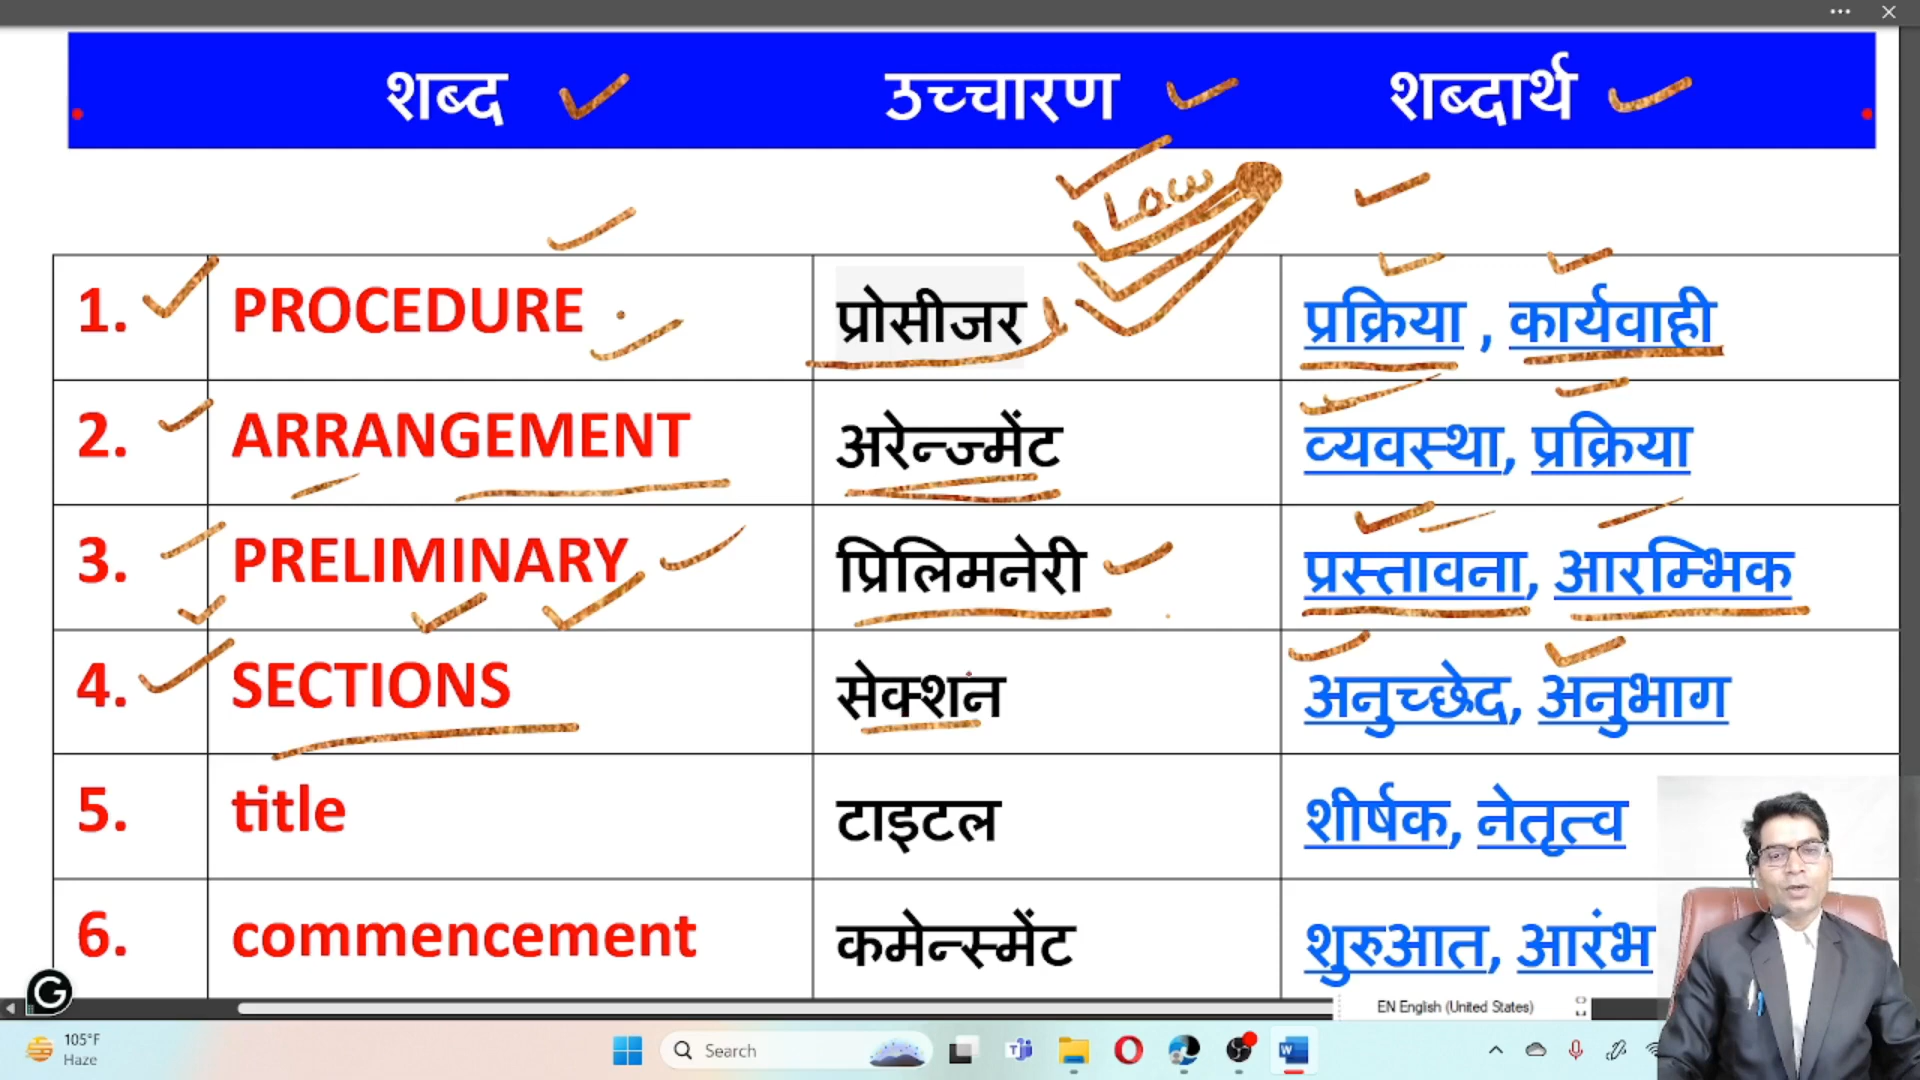 शब्द उच्चारण शब्दार्थ
Law
1. PROCEDURE प्रोसीजर प्रक्रिया , कार्यवाही
2. ARRANGEMENT अरेन्ज्मेंट व्यवस्था, प्रक्रिया
3. PRELIMINARY प्रिलिमनेरी प्रस्तावना, आरम्भिक
4. SECTIONS सेक्शन अनुच्छेद, अनुभाग
5. title टाइटल शीर्षक, नेतृत्व
6. commencement कमेन्स्मेंट शुरुआत, आरंभ
EN English (United States)
105°F
Haze
Search